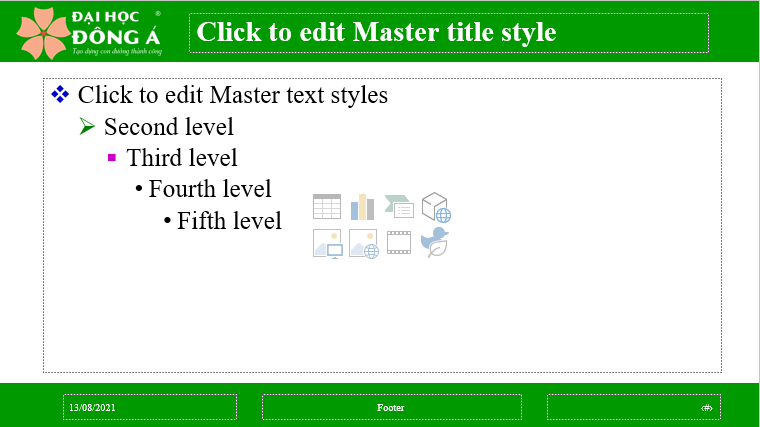 ĐẠI HỌC ®
ĐÔNG Á
Tạo dựng con đường thành công
Click to edit Master title style
❖ Click to edit Master text styles
➢ Second level
▪ Third level
• Fourth level
• Fifth level
13/08/2021
Footer
‹#›